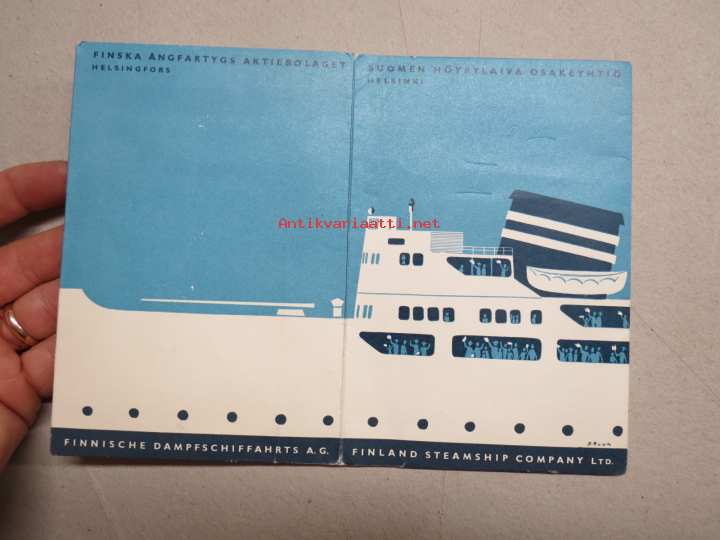 FINSKA ÅNGFARTYGS AKTIEBOLAGET
HELSINGFORS
SUOMEN HÖYRYLAIVA OSAKEYHTIÖ
HELSINKI
Antikvariaatti.net
FINNISCHE DAMPFSCHIFFAHRTS A.G.
FINLAND STEAMSHIP COMPANY LTD.